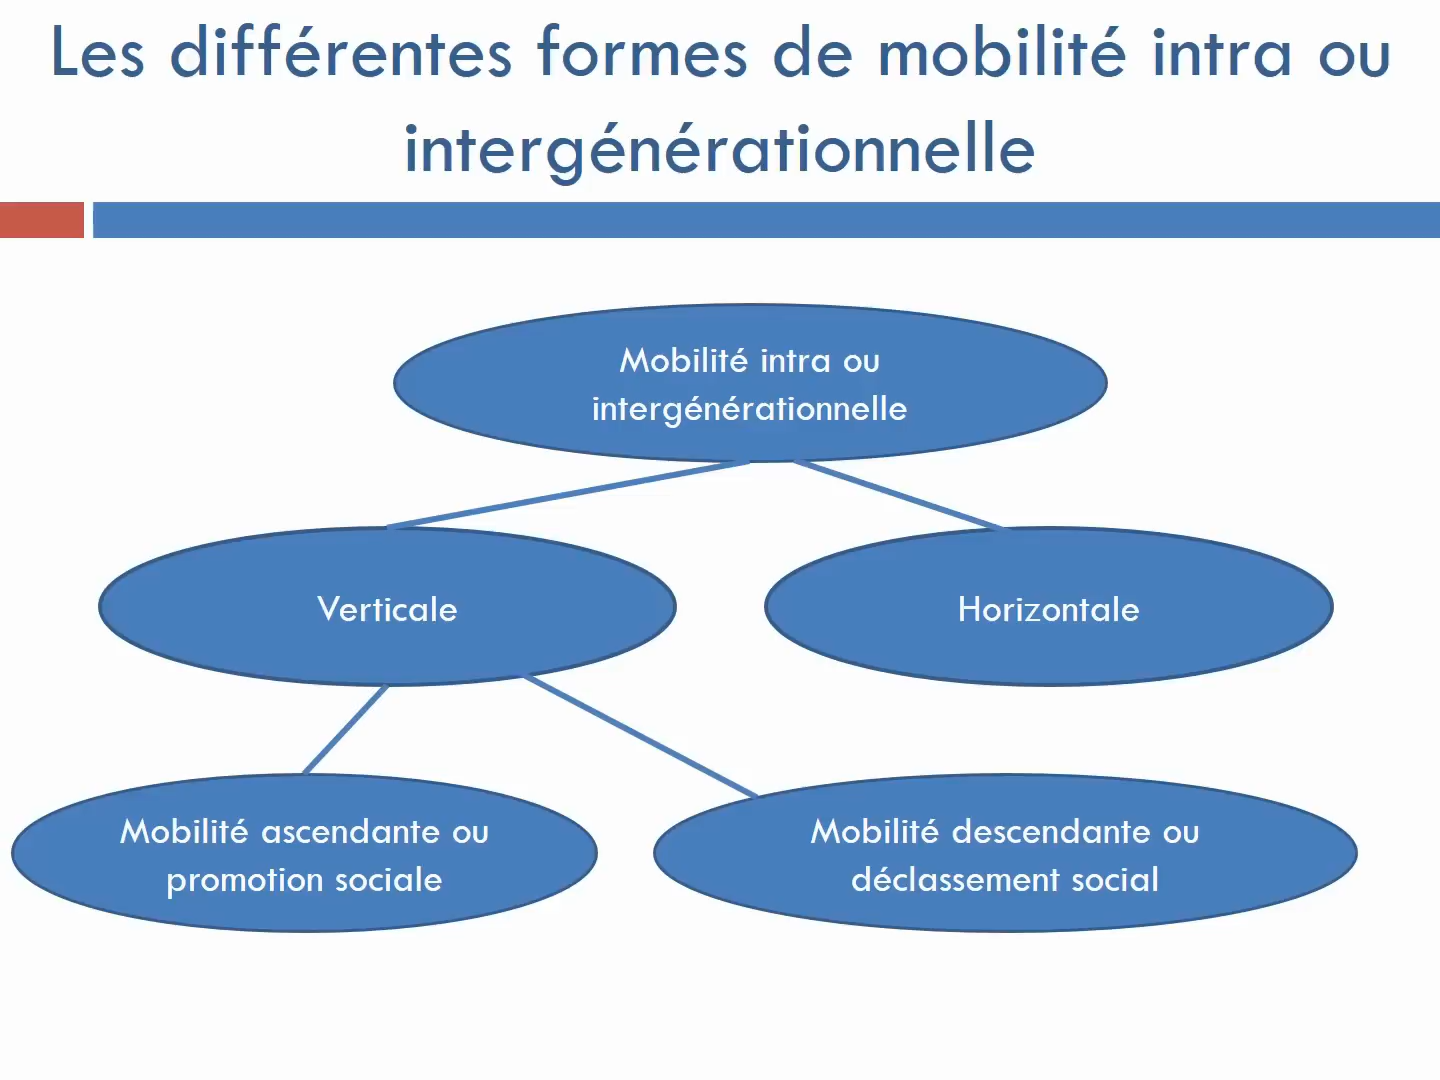 Les différentes formes de mobilité intra ou
intergénérationnelle
Mobilité intra ou
intergénérationnelle
Verticale
Horizontale
Mobilité ascendante ou
promotion sociale
Mobilité descendante ou
déclassement social